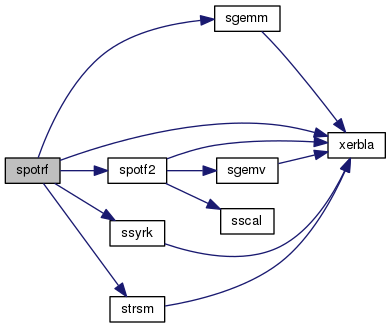 sgemm
xerbla
spotrf
spotf2
sgemv
sscal
ssyrk
strsm